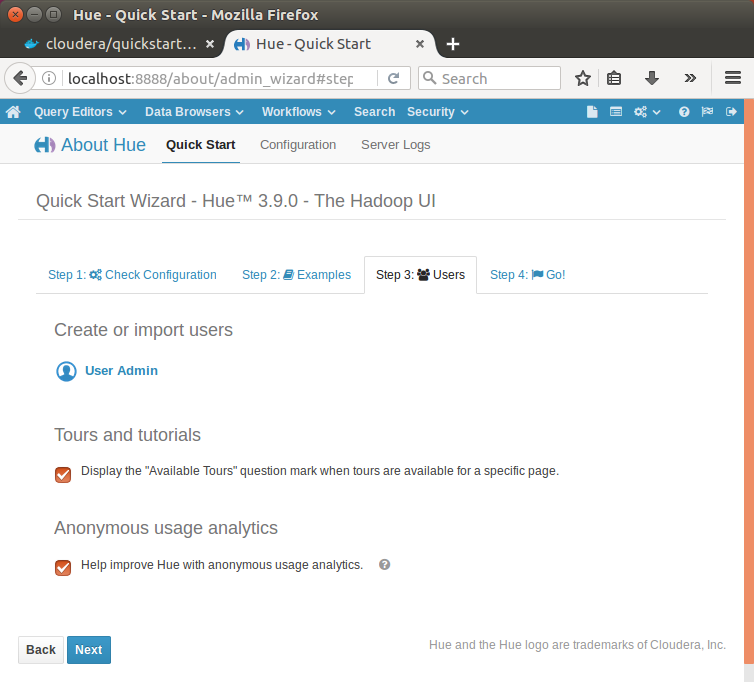 Hue - Quick Start - Mozilla Firefox
cloudera/quickstart... × Hue - Quick Start ×
localhost:8888/about/admin_wizard#step
Search
Query Editors Data Browsers Workflows Search Security
About Hue Quick Start Configuration Server Logs
Quick Start Wizard - Hue™ 3.9.0 - The Hadoop UI
Step 1: Check Configuration Step 2: Examples Step 3: Users Step 4: Go!
Create or import users
User Admin
Tours and tutorials
Display the "Available Tours" question mark when tours are available for a specific page.
Anonymous usage analytics
Help improve Hue with anonymous usage analytics. ?
Back Next
Hue and the Hue logo are trademarks of Cloudera, Inc.